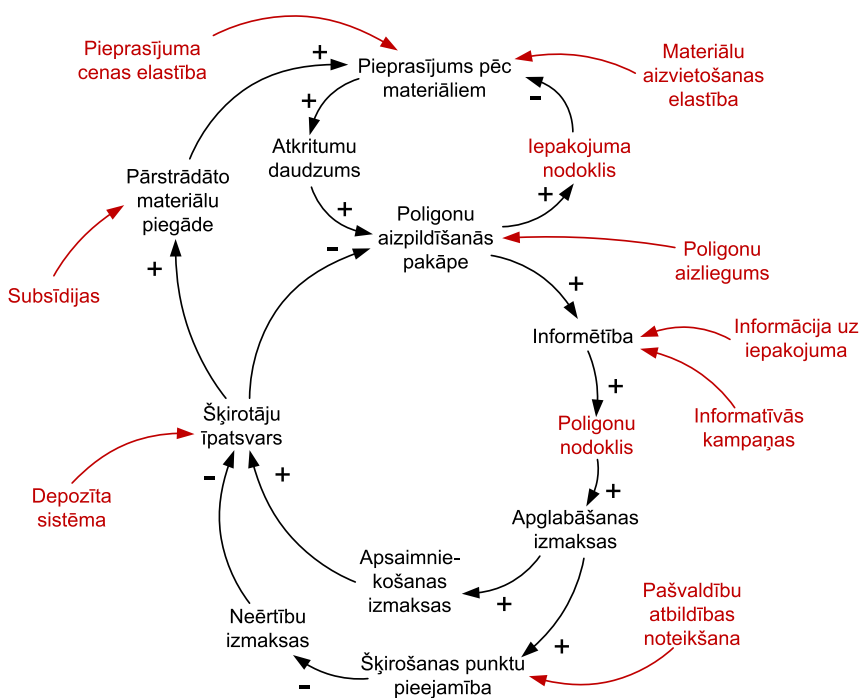 Pieprasījuma
cenas elastība
+
Pieprasījums pēc
materiāliem
Materiālu
aizvietošanas
elastība
+
-
Atkritumu
daudzums
Iepakojuma
nodoklis
Pārstrādāto
materiālu
piegāde
+
+
Poligonu
aizpildīšanās
pakāpe
-
Poligonu
aizliegums
Subsīdijas
+
+
Informētība
Informācija uz
iepakojuma
+
Informatīvās
kampaņas
Šķirotāju
īpatsvars
Poligonu
nodoklis
-
+
+
Depozīta
sistēma
Apglabāšanas
izmaksas
Apsaimnie-
košanas
izmaksas
+
Neērtību
izmaksas
Pašvaldību
atbildības
noteikšana
+
Šķirošanas punktu
pieejamība
-